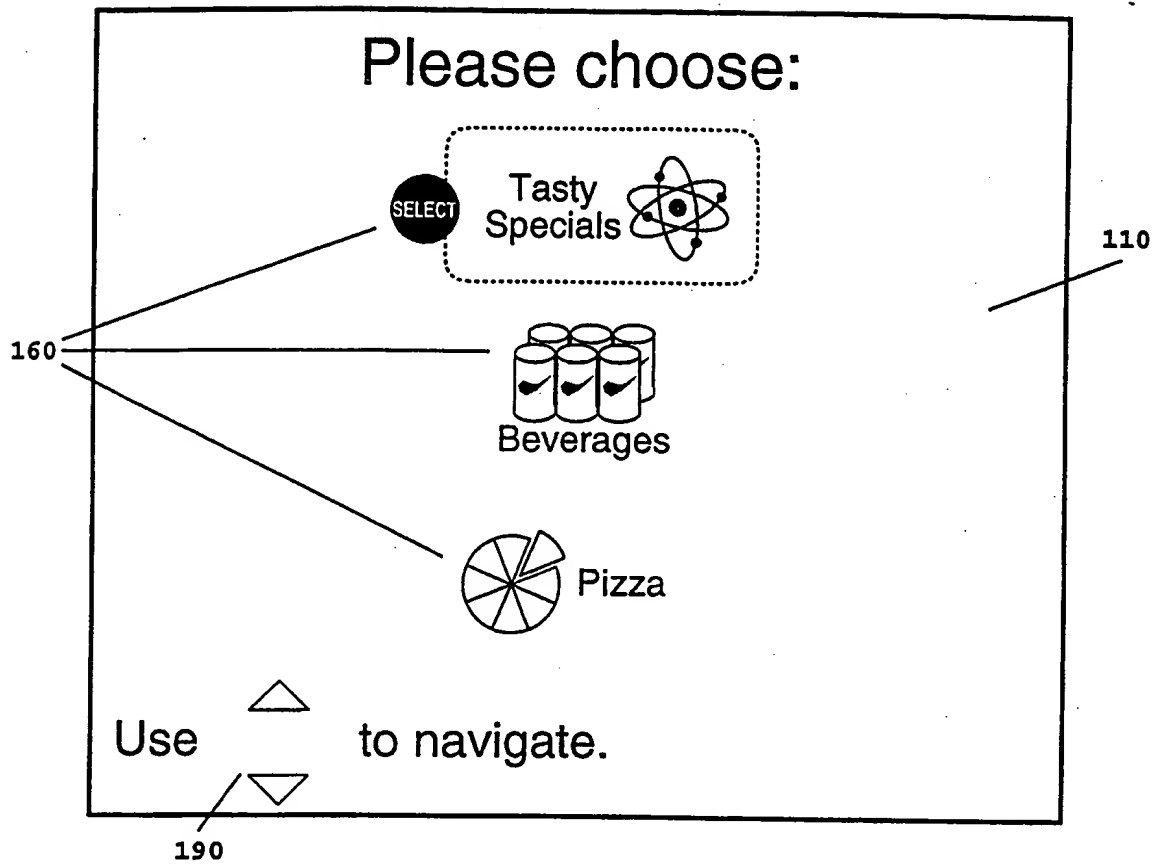 Please choose:
SELECT
Tasty
Specials
110
160
Beverages
Pizza
Use to navigate.
190